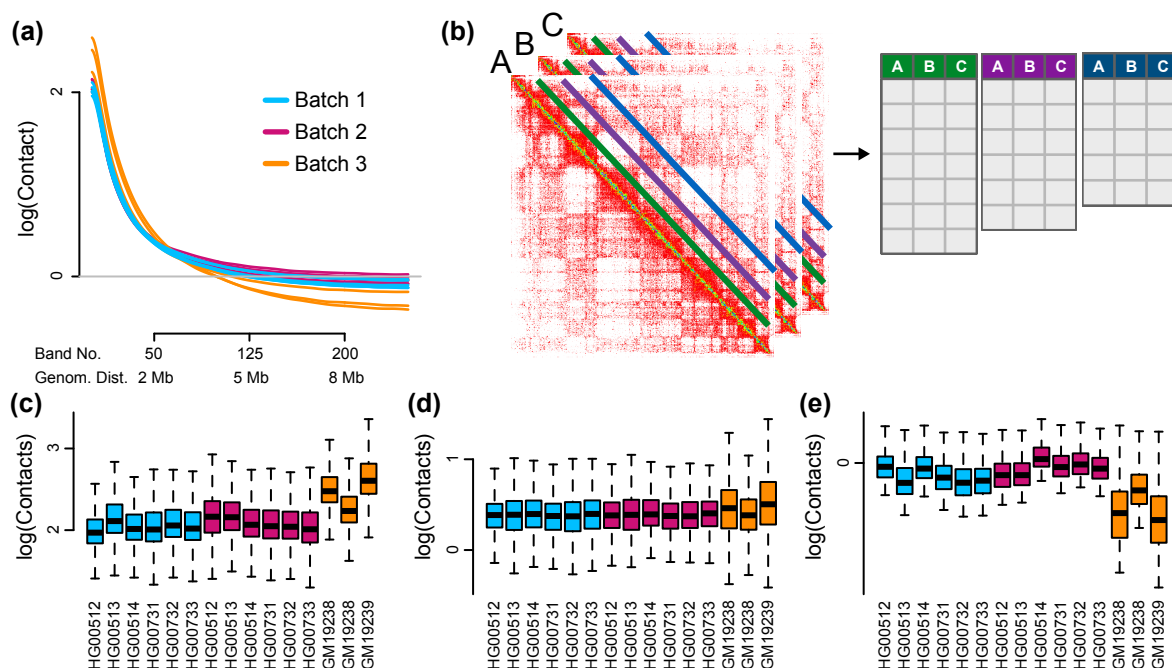 (a)
log(Contact)
2
0
Batch 1
Batch 2
Batch 3
Band No. 50 125 200
Genom. Dist. 2 Mb 5 Mb 8 Mb
(b)
A
B
C
A B C
A B C
A B C
(c)
log(Contacts)
3
2
HG00512
HG00513
HG00514
HG00731
HG00732
HG00733
HG00512
HG00513
HG00514
HG00731
HG00732
HG00733
GM19238
GM19238
GM19239
(d)
log(Contacts)
1
0
HG00512
HG00513
HG00514
HG00731
HG00732
HG00733
HG00512
HG00513
HG00514
HG00731
HG00732
HG00733
GM19238
GM19238
GM19239
(e)
log(Contacts)
0
HG00512
HG00513
HG00514
HG00731
HG00732
HG00733
HG00512
HG00513
HG00514
HG00731
HG00732
HG00733
GM19238
GM19238
GM19239